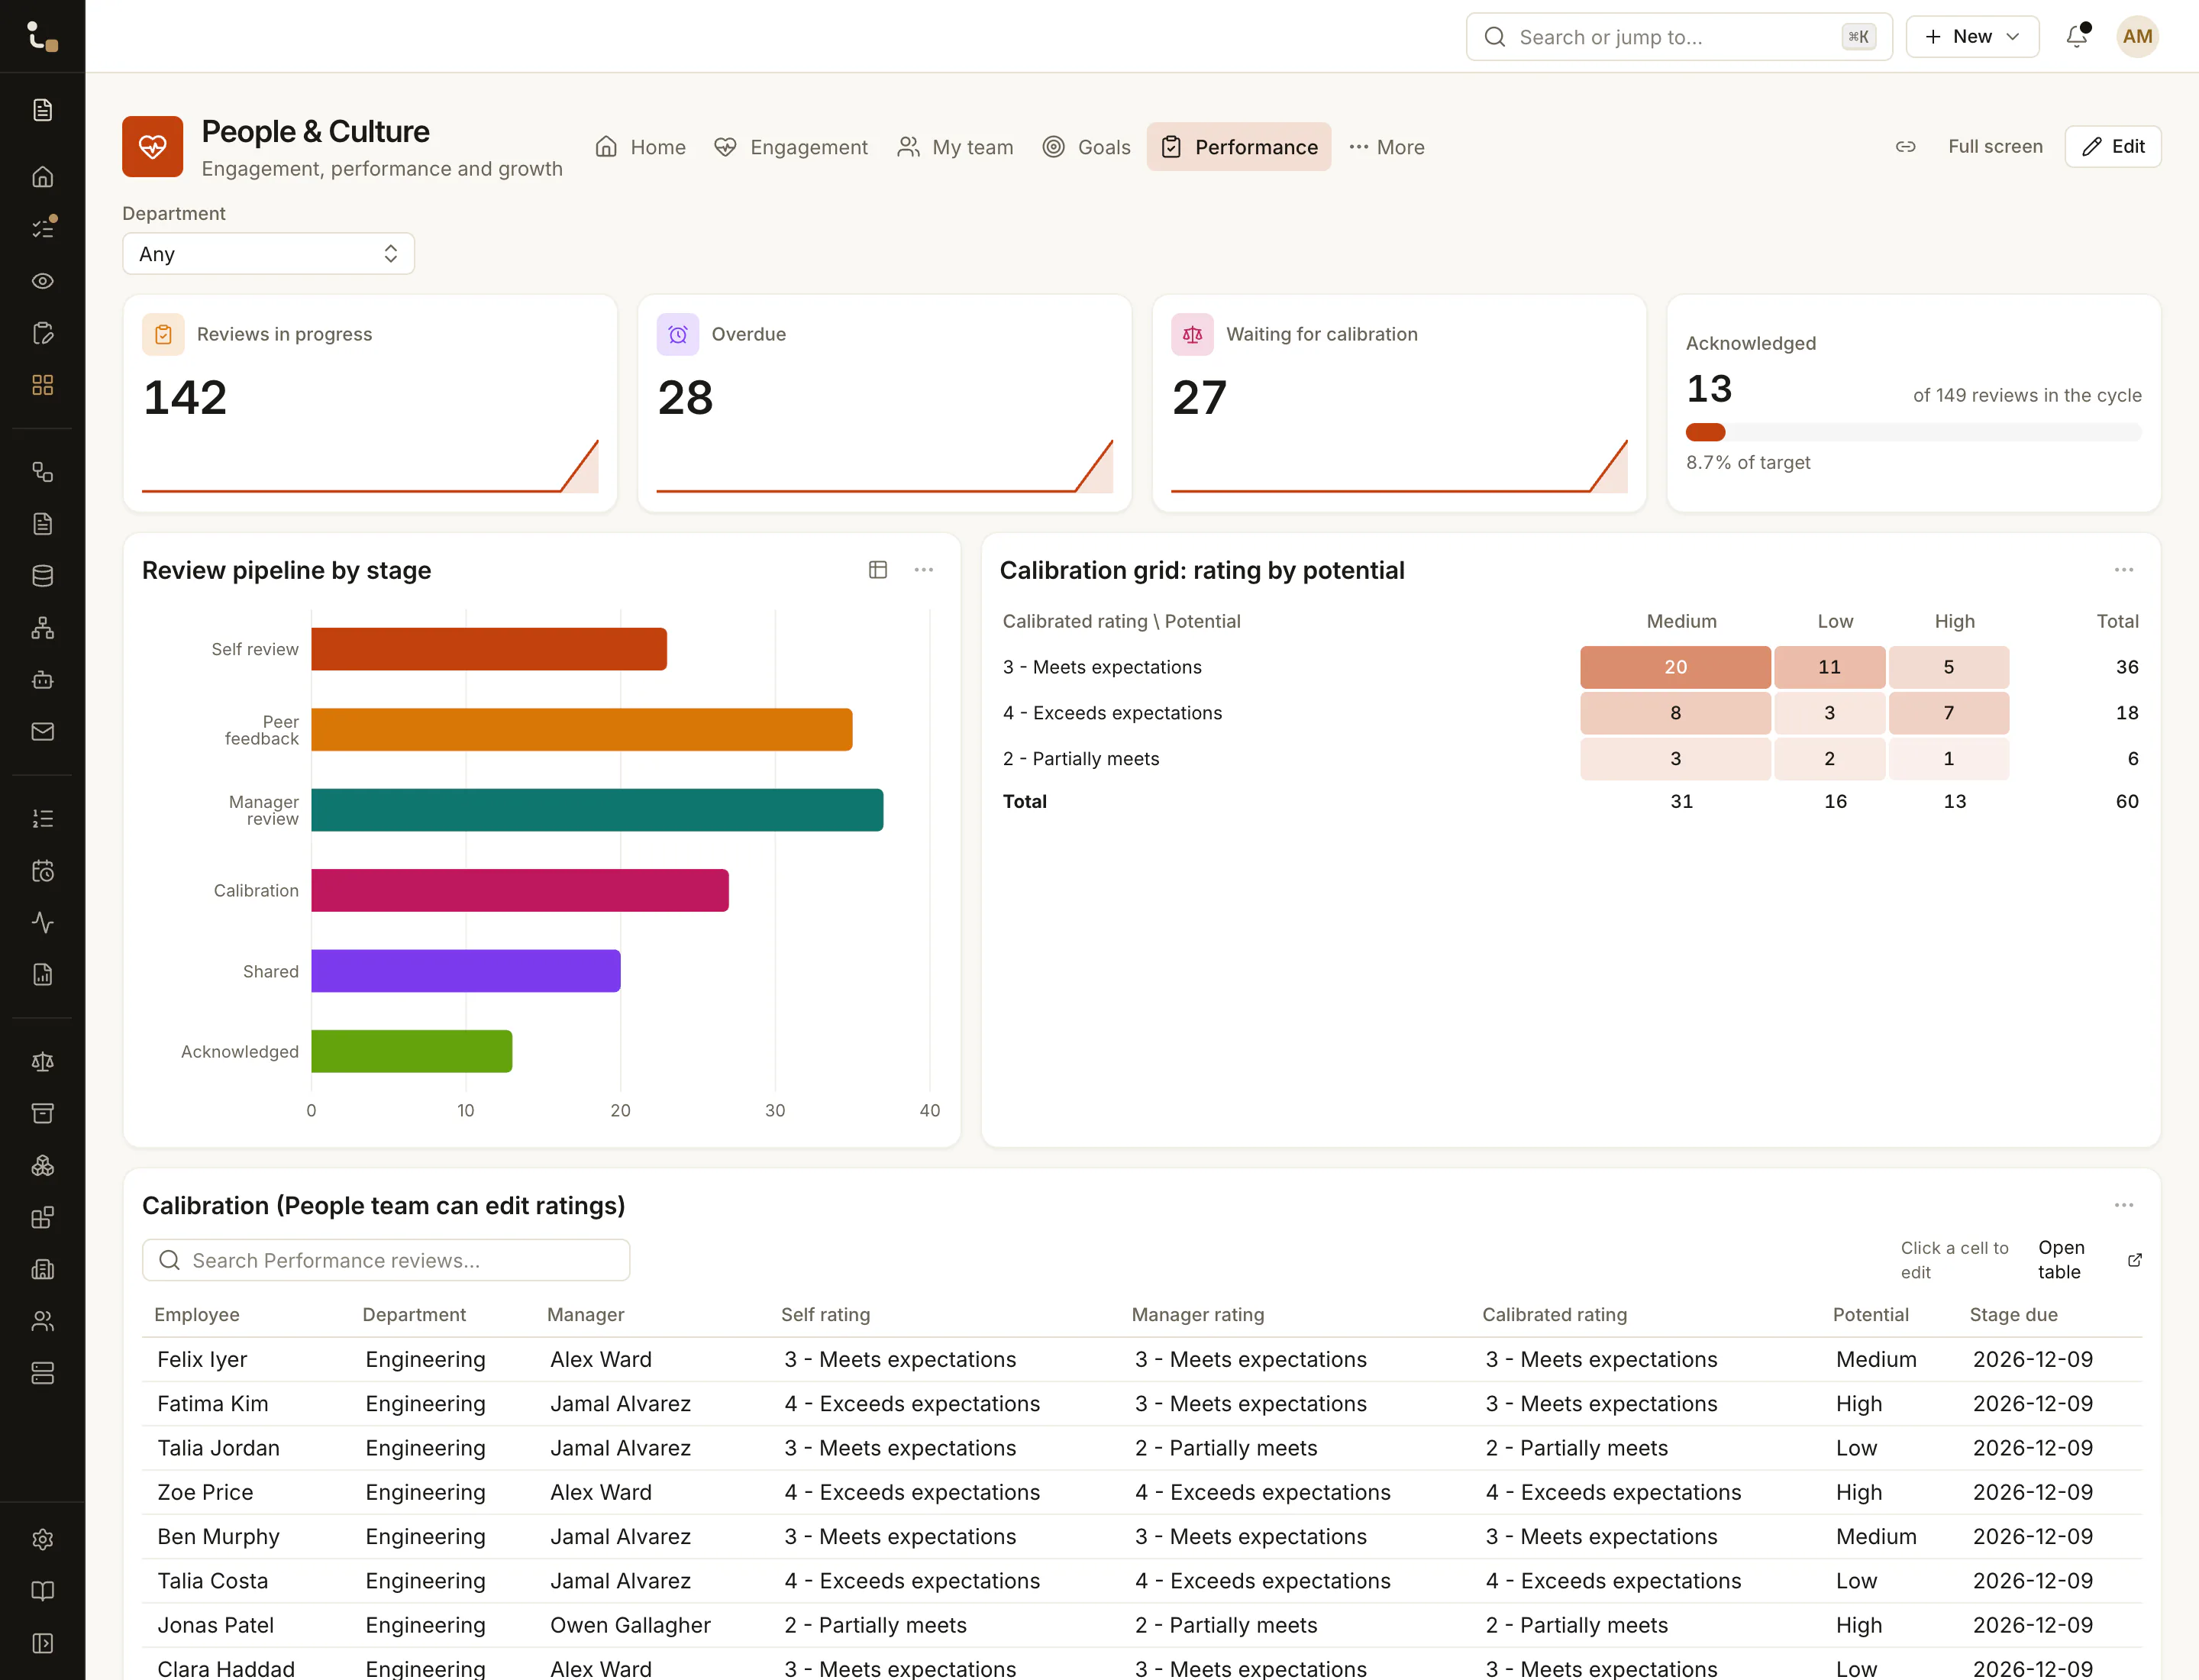 Search or jump to...
⌘K
New
AM
People & Culture
Engagement, performance and growth
Home
Engagement
My team
Goals
Performance
More
Full screen
Edit
Department
Any
Reviews in progress
142
Overdue
28
Waiting for calibration
27
Acknowledged
13
of 149 reviews in the cycle
8.7% of target
Review pipeline by stage
Self review
Peer
feedback
Manager
review
Calibration
Shared
Acknowledged
0 10 20 30 40
Calibration grid: rating by potential
Calibrated rating \ Potential Medium Low High Total
3 - Meets expectations 20 11 5 36
4 - Exceeds expectations 8 3 7 18
2 - Partially meets 3 2 1 6
Total 31 16 13 60
Calibration (People team can edit ratings)
Search Performance reviews...
Click a cell to
edit
Open
table
Employee Department Manager Self rating Manager rating Calibrated rating Potential Stage due
Felix Iyer Engineering Alex Ward 3 - Meets expectations 3 - Meets expectations 3 - Meets expectations Medium 2026-12-09
Fatima Kim Engineering Jamal Alvarez 4 - Exceeds expectations 3 - Meets expectations 3 - Meets expectations High 2026-12-09
Talia Jordan Engineering Jamal Alvarez 3 - Meets expectations 2 - Partially meets 2 - Partially meets Low 2026-12-09
Zoe Price Engineering Alex Ward 4 - Exceeds expectations 4 - Exceeds expectations 4 - Exceeds expectations High 2026-12-09
Ben Murphy Engineering Jamal Alvarez 3 - Meets expectations 3 - Meets expectations 3 - Meets expectations Medium 2026-12-09
Talia Costa Engineering Jamal Alvarez 4 - Exceeds expectations 4 - Exceeds expectations 4 - Exceeds expectations Low 2026-12-09
Jonas Patel Engineering Owen Gallagher 2 - Partially meets 2 - Partially meets 2 - Partially meets High 2026-12-09
Clara Haddad Engineering Alex Ward 3 - Meets expectations 3 - Meets expectations 3 - Meets expectations Low 2026-12-09